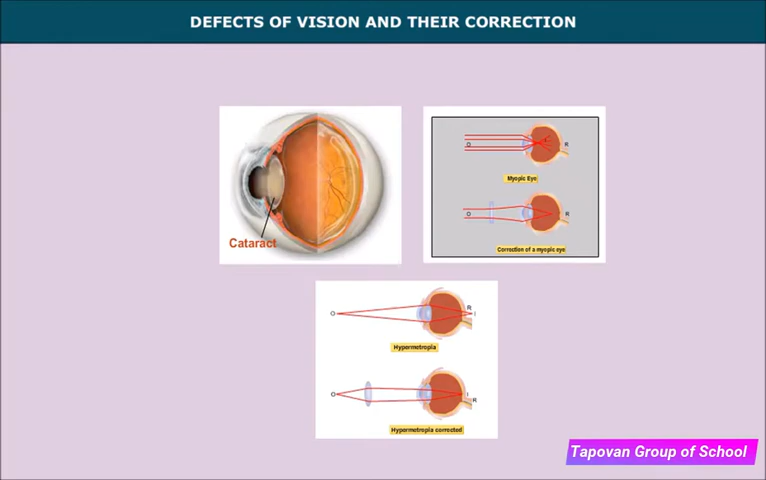 DEFECTS OF VISION AND THEIR CORRECTION
Cataract
O
R
Myopic Eye
O
R
Correction of a myopic eye
O
R
I
Hypermetropia
O
I
R
Hypermetropia corrected
Tapovan Group of School